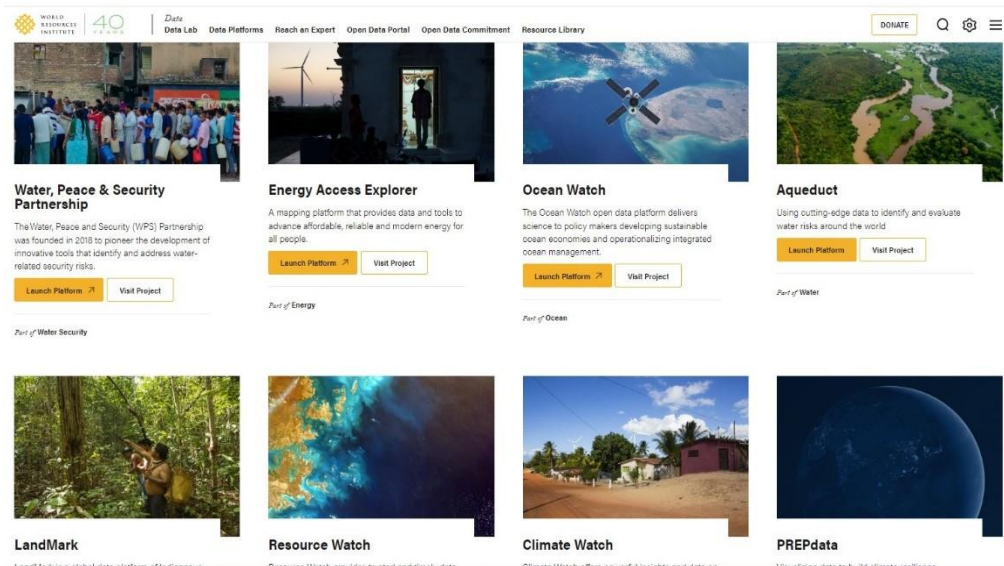 WORLD
RESOURCES
INSTITUTE
40
YEARS
Data
Data Lab Data Platforms Reach an Expert Open Data Portal Open Data Commitment Resource Library
DONATE
Water, Peace & Security
Partnership
The Water, Peace and Security (WPS) Partnership
was founded in 2018 to pioneer the development of
innovative tools that identify and address water-
related security risks.
Launch Platform Visit Project
Part of Water Security
Energy Access Explorer
A mapping platform that provides data and tools to
advance affordable, reliable and modern energy for
all people.
Launch Platform Visit Project
Part of Energy
Ocean Watch
The Ocean Watch open data platform delivers
science to policy makers developing sustainable
ocean economies and operationalizing integrated
ocean management.
Launch Platform Visit Project
Part of Ocean
Aqueduct
Using cutting-edge data to identify and evaluate
water risks around the world
Launch Platform Visit Project
Part of Water
LandMark
Resource Watch
Climate Watch
PREPdata